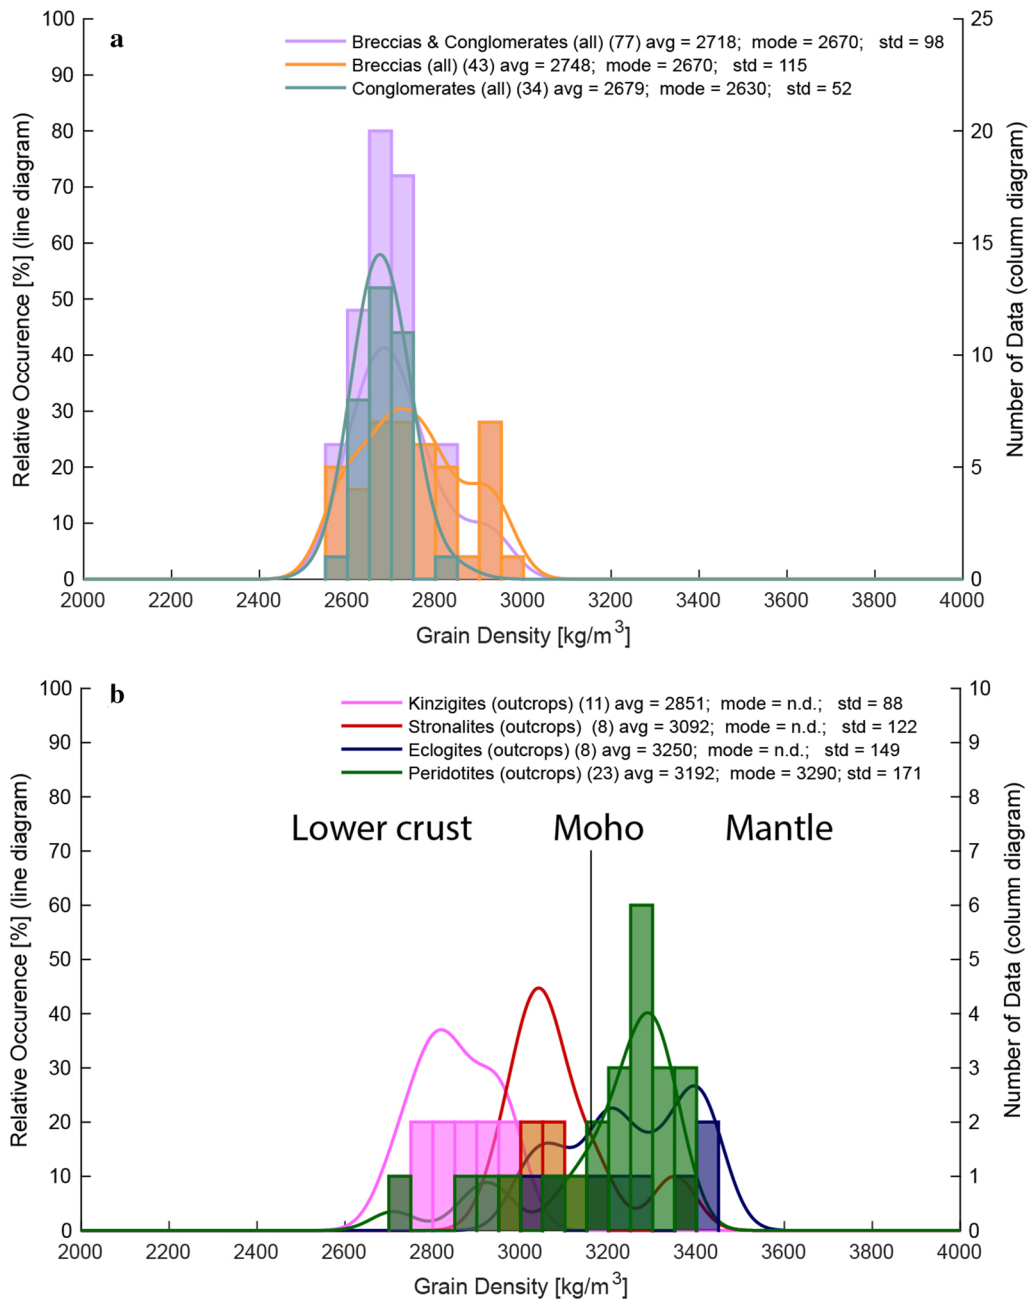 a
Breccias & Conglomerates (all) (77) avg = 2718; mode = 2670; std = 98
Breccias (all) (43) avg = 2748; mode = 2670; std = 115
Conglomerates (all) (34) avg = 2679; mode = 2630; std = 52
Relative Occurence [%] (line diagram)
100
90
80
70
60
50
40
30
20
10
0
Number of Data (column diagram)
25
20
15
10
5
0
2000 2200 2400 2600 2800 3000 3200 3400 3600 3800 4000
Grain Density [kg/m³]
b
Kinzigites (outcrops) (11) avg = 2851; mode = n.d.; std = 88
Stronalites (outcrops) (8) avg = 3092; mode = n.d.; std = 122
Eclogites (outcrops) (8) avg = 3250; mode = n.d.; std = 149
Peridotites (outcrops) (23) avg = 3192; mode = 3290; std = 171
Lower crust Moho Mantle
Relative Occurence [%] (line diagram)
100
90
80
70
60
50
40
30
20
10
0
Number of Data (column diagram)
10
9
8
7
6
5
4
3
2
1
0
2000 2200 2400 2600 2800 3000 3200 3400 3600 3800 4000
Grain Density [kg/m³]